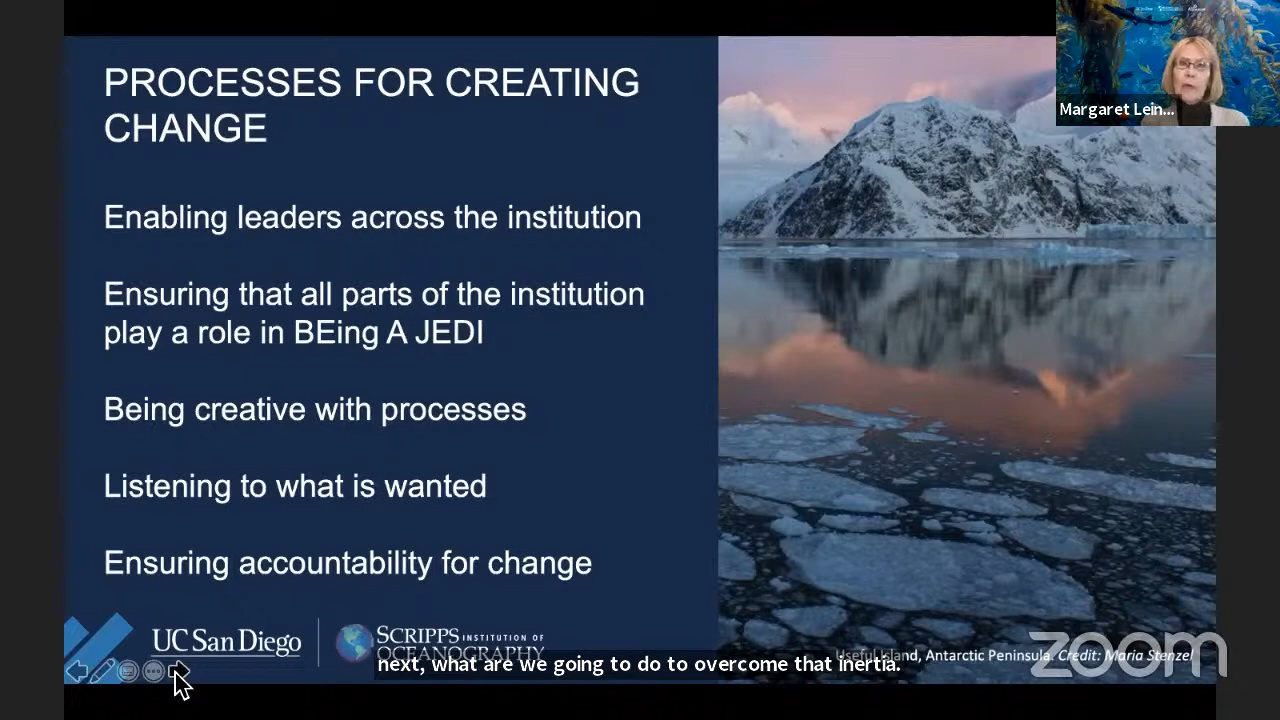 PROCESSES FOR CREATING
CHANGE
Enabling leaders across the institution
Ensuring that all parts of the institution
play a role in BEing A JEDI
Being creative with processes
Listening to what is wanted
Ensuring accountability for change
UC San Diego
SCRIPPS INSTITUTION OF
OCEANOGRAPHY
next, what are we going to do to overcome that inertia.
Useful Island, Antarctic Peninsula. Credit: Maria Stenzel
zoom
Margaret Lein...